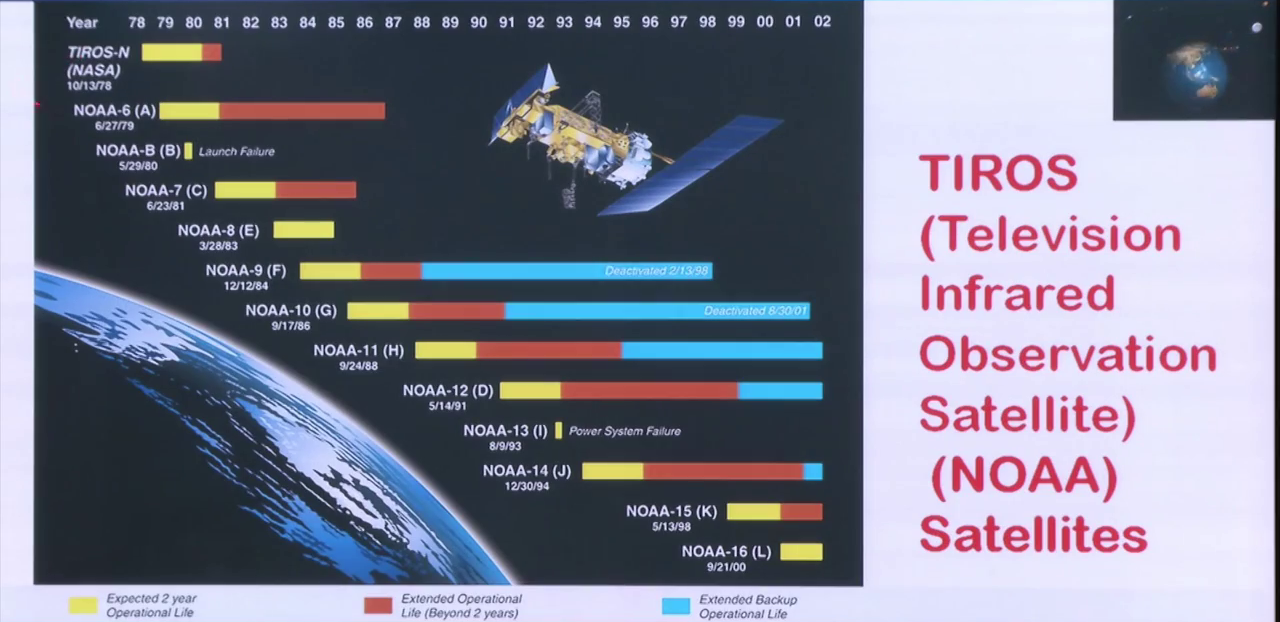 Year 78 79 80 81 82 83 84 85 86 87 88 89 90 91 92 93 94 95 96 97 98 99 00 01 02
TIROS-N
(NASA)
10/13/78
NOAA-6 (A)
6/27/79
NOAA-B (B) Launch Failure
5/29/80
NOAA-7 (C)
6/23/81
NOAA-8 (E)
3/28/83
NOAA-9 (F) Deactivated 2/13/98
12/12/84
NOAA-10 (G) Deactivated 8/30/01
9/17/86
NOAA-11 (H)
9/24/88
NOAA-12 (D)
5/14/91
NOAA-13 (I) Power System Failure
8/9/93
NOAA-14 (J)
12/30/94
NOAA-15 (K)
5/13/98
NOAA-16 (L)
9/21/00
Expected 2 year
Operational Life
Extended Operational
Life (Beyond 2 years)
Extended Backup
Operational Life
TIROS
(Television
Infrared
Observation
Satellite)
(NOAA)
Satellites